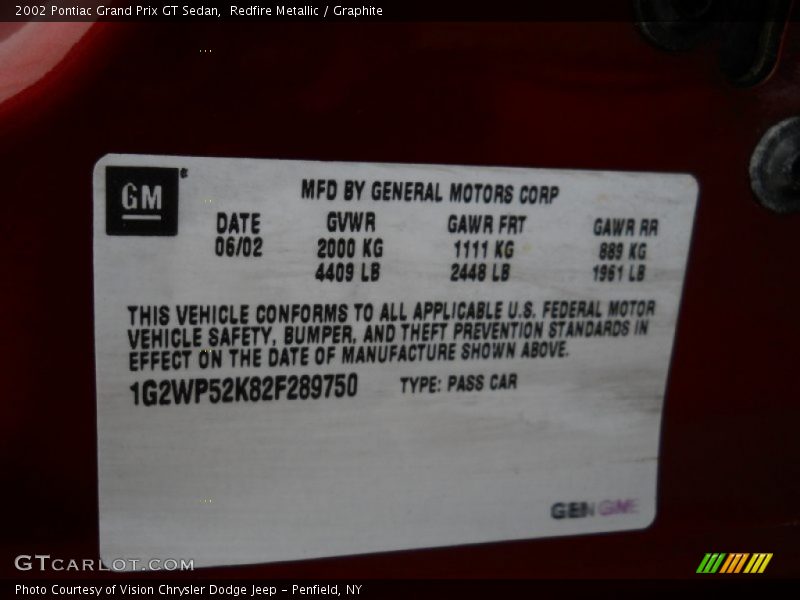 2002 Pontiac Grand Prix GT Sedan, Redfire Metallic / Graphite
GM
MFD BY GENERAL MOTORS CORP
DATE GVWR GAWR FRT GAWR RR
06/02 2000 KG 1111 KG 889 KG
4409 LB 2448 LB 1961 LB
THIS VEHICLE CONFORMS TO ALL APPLICABLE U.S. FEDERAL MOTOR
VEHICLE SAFETY, BUMPER, AND THEFT PREVENTION STANDARDS IN
EFFECT ON THE DATE OF MANUFACTURE SHOWN ABOVE.
1G2WP52K82F289750 TYPE: PASS CAR
GTCARLOT.COM
Photo Courtesy of Vision Chrysler Dodge Jeep – Penfield, NY